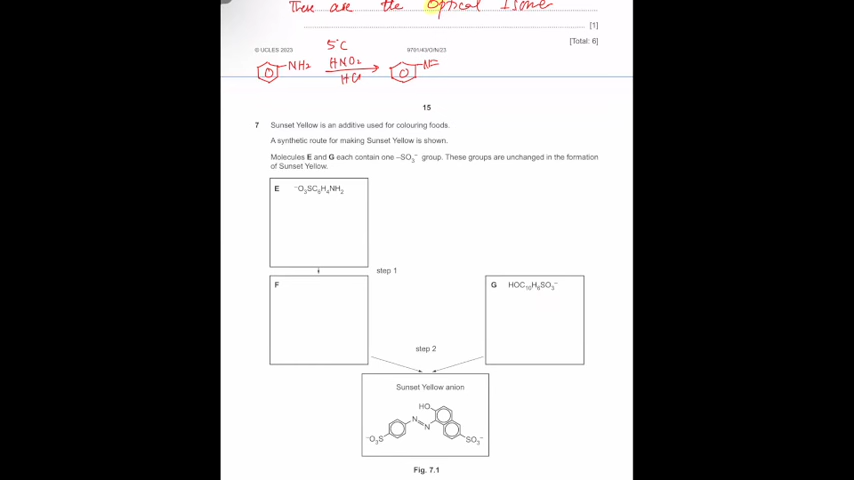 There are the Optical Isome
[1]
[Total: 6]
© UCLES 2023
9701/43/O/N/23
5°C
NH2
HNO2
HCl
15
7 Sunset Yellow is an additive used for colouring foods.
A synthetic route for making Sunset Yellow is shown.
Molecules E and G each contain one –SO3– group. These groups are unchanged in the formation
of Sunset Yellow.
E –O3SC6H4NH2
step 1
F
G HOC10H6SO3–
step 2
Sunset Yellow anion
HO
N
N
–O3S
SO3–
Fig. 7.1